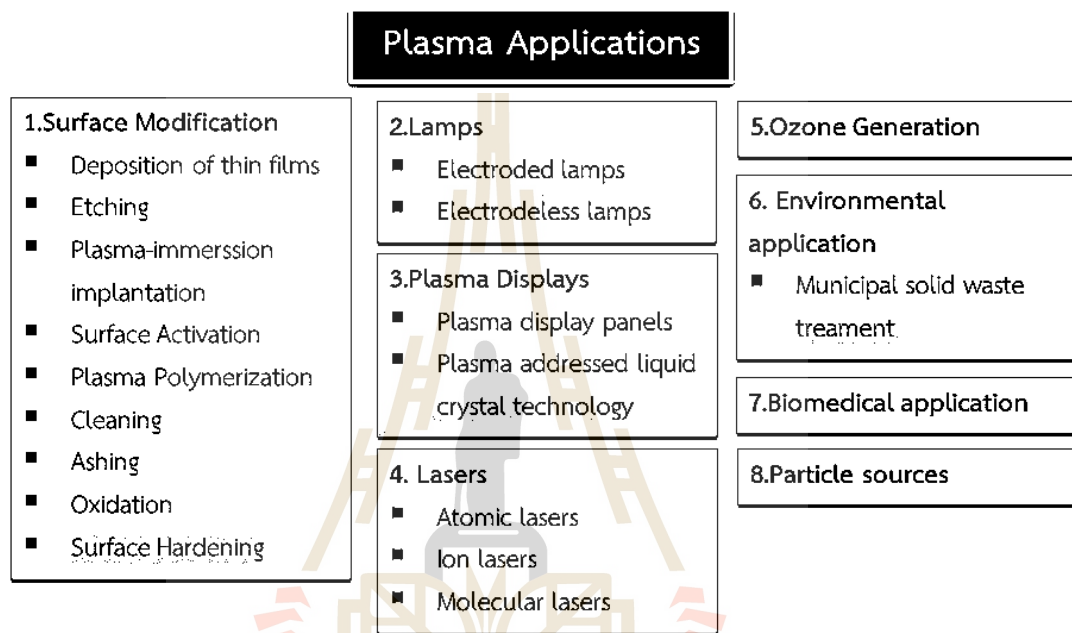 Plasma Applications
1.Surface Modification
■ Deposition of thin films
■ Etching
■ Plasma-immerssion
implantation
■ Surface Activation
■ Plasma Polymerization
■ Cleaning
■ Ashing
■ Oxidation
■ Surface Hardening
2.Lamps
■ Electroded lamps
■ Electrodeless lamps
3.Plasma Displays
■ Plasma display panels
■ Plasma addressed liquid
crystal technology
4. Lasers
■ Atomic lasers
■ Ion lasers
■ Molecular lasers
5.Ozone Generation
6. Environmental
application
■ Municipal solid waste
treament
7.Biomedical application
8.Particle sources